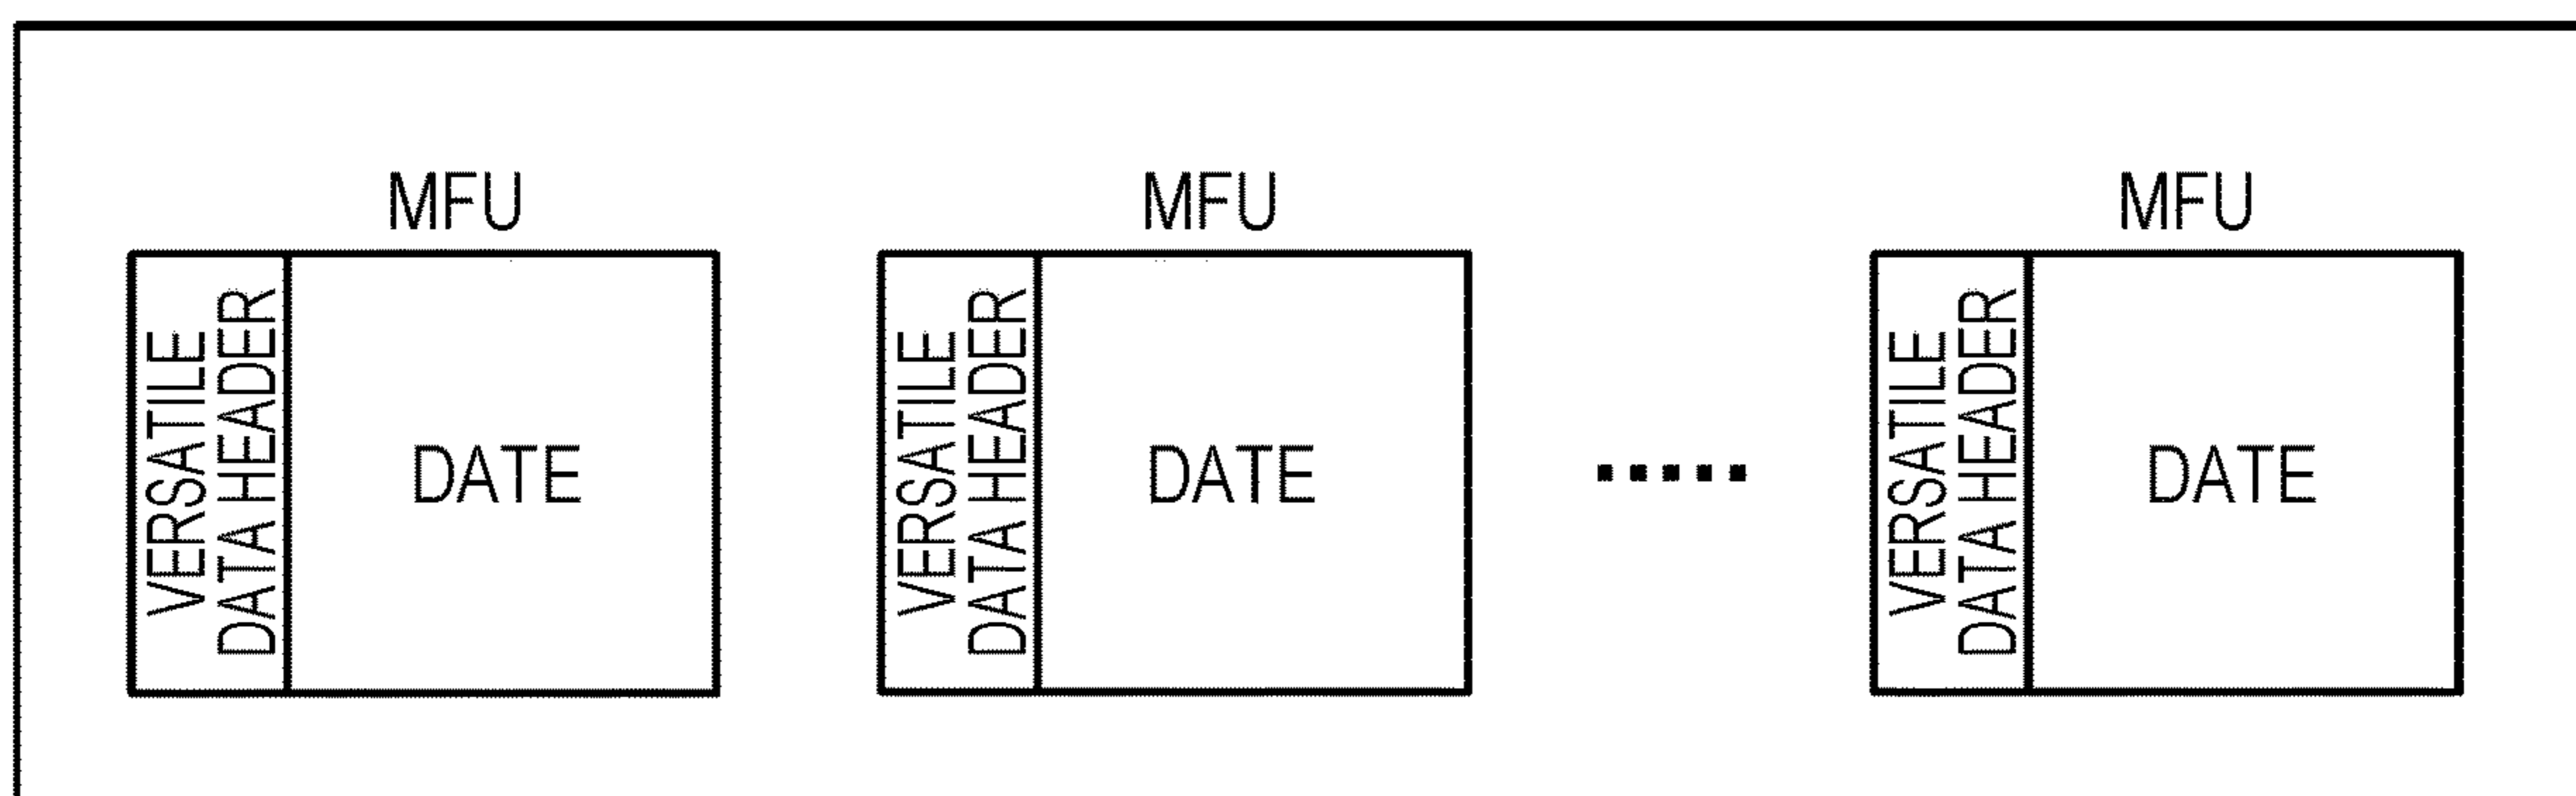 MFU
VERSATILE
DATA HEADER
DATE
MFU
VERSATILE
DATA HEADER
DATE
.....
MFU
VERSATILE
DATA HEADER
DATE